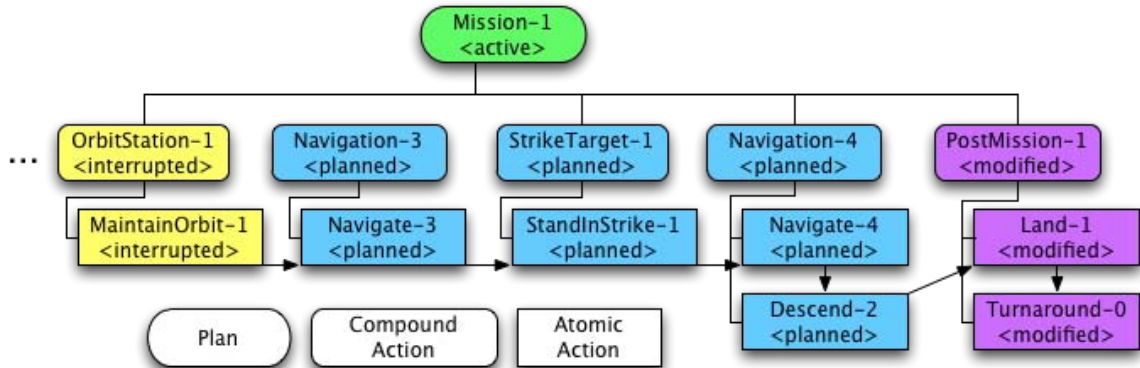 Mission-1
<active>
...
OrbitStation-1
<interrupted>
Navigation-3
<planned>
StrikeTarget-1
<planned>
Navigation-4
<planned>
PostMission-1
<modified>
MaintainOrbit-1
<interrupted>
Navigate-3
<planned>
StandInStrike-1
<planned>
Navigate-4
<planned>
Land-1
<modified>
Descend-2
<planned>
Turnaround-0
<modified>
Plan
Compound
Action
Atomic
Action